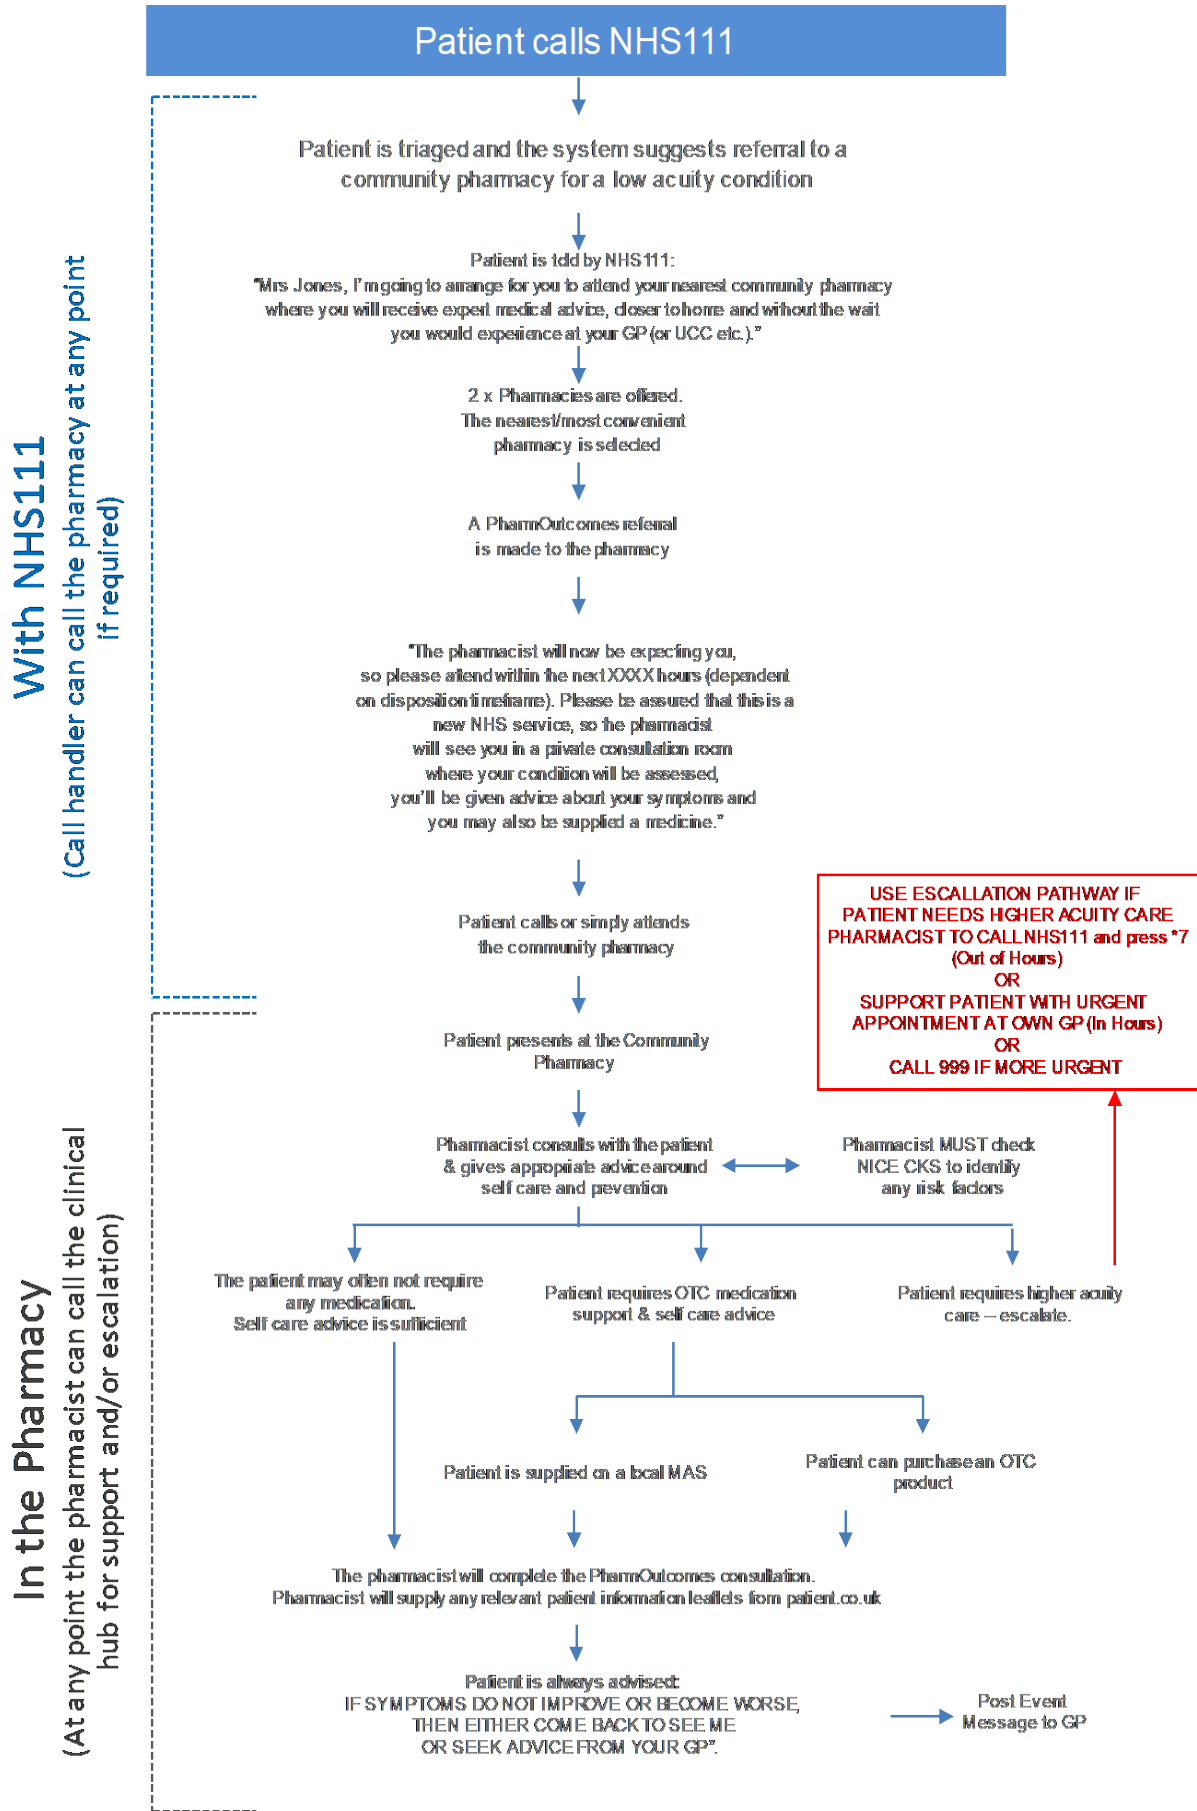 Patient calls NHS111
Patient is triaged and the system suggests referral to a
community pharmacy for a low acuity condition
Patient is told by NHS111:
"Mrs Jones, I'm going to arrange for you to attend your nearest community pharmacy
where you will receive expert medical advice, closer to home and without the wait
you would experience at your GP (or UCC etc.)."
2 x Pharmacies are offered.
The nearest/most convenient
pharmacy is selected
A PharmOutcomes referral
is made to the pharmacy
"The pharmacist will now be expecting you,
so please attend within the next XXXX hours (dependent
on disposition timeframe). Please be assured that this is a
new NHS service, so the pharmacist
will see you in a private consultation room
where your condition will be assessed,
you'll be given advice about your symptoms and
you may also be supplied a medicine."
Patient calls or simply attends
the community pharmacy
With NHS111
(Call handler can call the pharmacy at any point
if required)
USE ESCALLATION PATHWAY IF
PATIENT NEEDS HIGHER ACUITY CARE
PHARMACIST TO CALL NHS111 and press *7
(Out of Hours)
OR
SUPPORT PATIENT WITH URGENT
APPOINTMENT AT OWN GP (In Hours)
OR
CALL 999 IF MORE URGENT
Patient presents at the Community
Pharmacy
Pharmacist consults with the patient
& gives appropriate advice around
self care and prevention
Pharmacist MUST check
NICE CKS to identify
any risk factors
The patient may often not require
any medication.
Self care advice is sufficient
Patient requires OTC medication
support & self care advice
Patient requires higher acuity
care – escalate.
Patient is supplied on a local MAS
Patient can purchase an OTC
product
The pharmacist will complete the PharmOutcomes consultation.
Pharmacist will supply any relevant patient information leaflets from patient.co.uk
Patient is always advised:
IF SYMPTOMS DO NOT IMPROVE OR BECOME WORSE,
THEN EITHER COME BACK TO SEE ME
OR SEEK ADVICE FROM YOUR GP".
Post Event
Message to GP
In the Pharmacy
(At any point the pharmacist can call the clinical
hub for support and/or escalation)